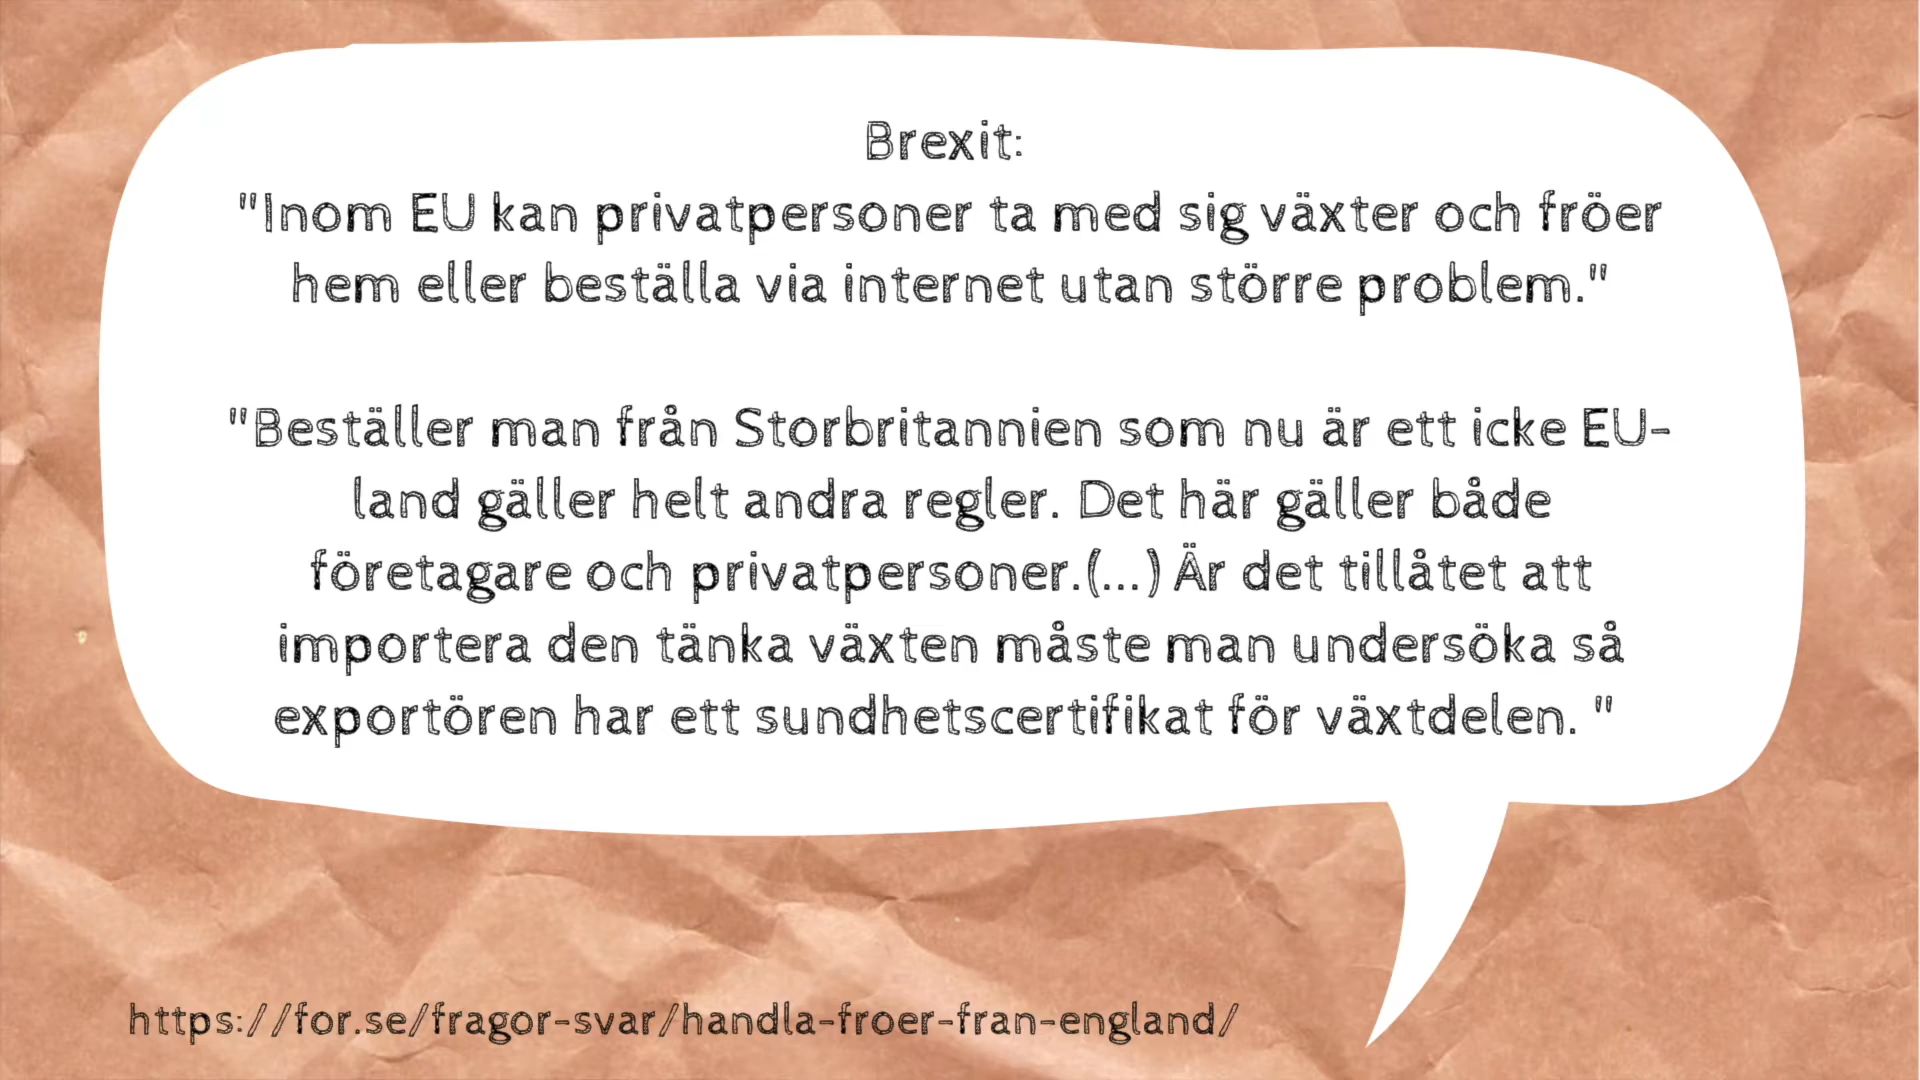 Brexit:
"Inom EU kan privatpersoner ta med sig växter och fröer
hem eller beställa via internet utan större problem."
"Beställer man från Storbritannien som nu är ett icke EU-
land gäller helt andra regler. Det här gäller både
företagare och privatpersoner.(...) Är det tillåtet att
importera den tänka växten måste man undersöka så
exportören har ett sundhetscertifikat för växtdelen. "
https://for.se/fragor-svar/handla-froer-fran-england/